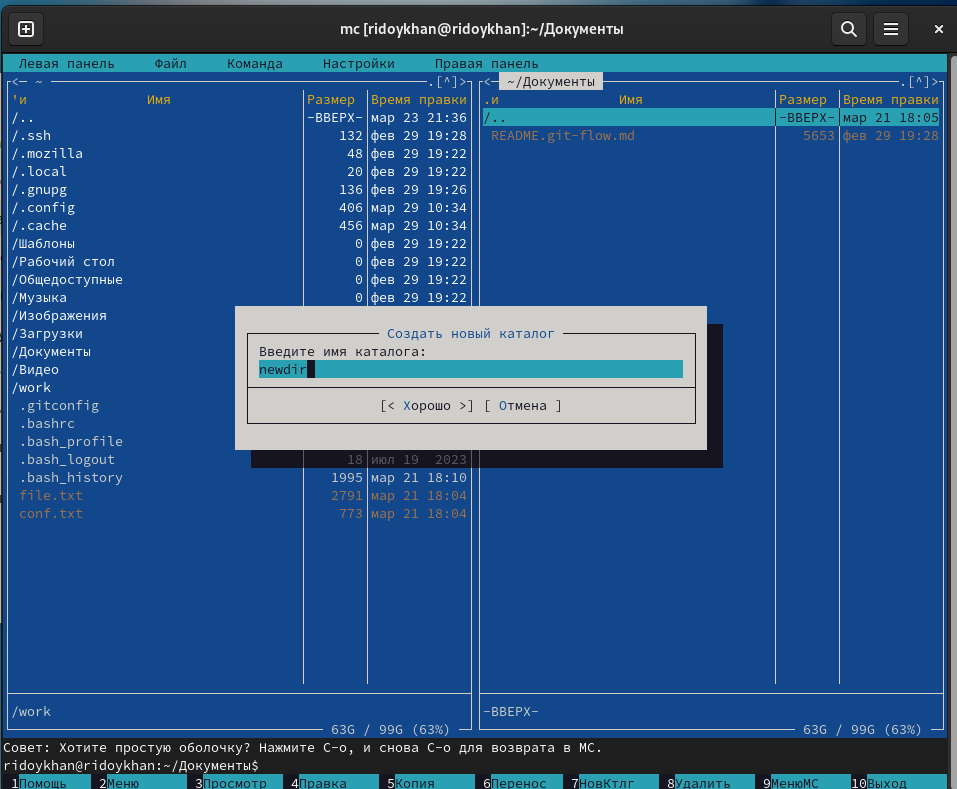 mc [ridoykhan@ridoykhan]:~/Документы
Левая панель Файл Команда Настройки Правая панель
<— ~ .[^]> <— ~/Документы .[^]>
'и Имя Размер Время правки .и Имя Размер Время правки
/.. -ВВЕРХ- мар 23 21:36 /.. -ВВЕРХ- мар 21 18:05
/.ssh 132 фев 29 19:28 README.git-flow.md 5653 фев 29 19:28
/.mozilla 48 фев 29 19:22
/.local 20 фев 29 19:22
/.gnupg 136 фев 29 19:26
/.config 406 мар 29 10:34
/.cache 456 мар 29 10:34
/Шаблоны 0 фев 29 19:22
/Рабочий стол 0 фев 29 19:22
/Общедоступные 0 фев 29 19:22
/Музыка 0 фев 29 19:22
/Изображения
/Загрузки
/Документы
/Видео
/work
.gitconfig
.bashrc
.bash_profile
.bash_logout 18 июл 19 2023
.bash_history 1995 мар 21 18:10
file.txt 2791 мар 21 18:04
conf.txt 773 мар 21 18:04
Создать новый каталог
Введите имя каталога:
newdir
[< Хорошо >] [ Отмена ]
/work -ВВЕРХ-
63G / 99G (63%) 63G / 99G (63%)
Совет: Хотите простую оболочку? Нажмите C-o, и снова C-o для возврата в MC.
ridoykhan@ridoykhan:~/Документы$
1Помощь 2Меню 3Просмотр 4Правка 5Копия 6Перенос 7НовКтлг 8Удалить 9МенюMC 10Выход